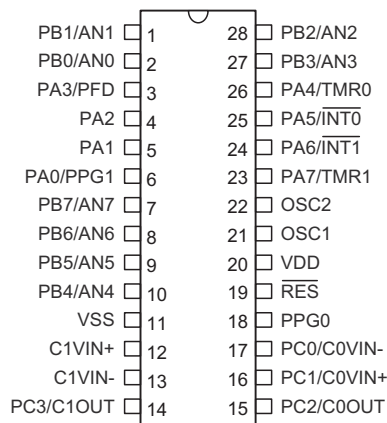 PB1/AN1 1 28 PB2/AN2
PB0/AN0 2 27 PB3/AN3
PA3/PFD 3 26 PA4/TMR0
PA2 4 25 PA5/INT0
PA1 5 24 PA6/INT1
PA0/PPG1 6 23 PA7/TMR1
PB7/AN7 7 22 OSC2
PB6/AN6 8 21 OSC1
PB5/AN5 9 20 VDD
PB4/AN4 10 19 RES
VSS 11 18 PPG0
C1VIN+ 12 17 PC0/C0VIN-
C1VIN- 13 16 PC1/C0VIN+
PC3/C1OUT 14 15 PC2/C0OUT